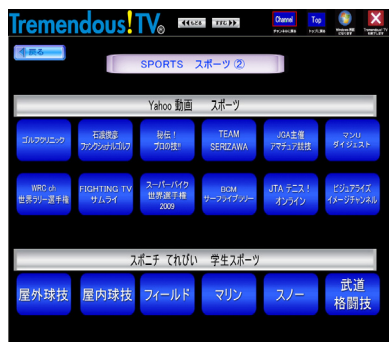 Tremendous!TV®
Channel
Top
戻る
SPORTS スポーツ②
Yahoo 動画 スポーツ
ゴルフクリニック
石渡俊彦
ファンクショナルゴルフ
秘伝！
プロの技!!
TEAM
SERIZAWA
JGA主催
アマチュア競技
マンU
ダイジェスト
WRC ch
世界ラリー選手権
FIGHTING TV
サムライ
スーパーバイク
世界選手権
2009
BCM
サーフライブラリー
JTA テニス！
オンライン
ビジュアライズ
イメージチャンネル
スポニチ てれびぃ 学生スポーツ
屋外球技
屋内球技
フィールド
マリン
スノー
武道
格闘技